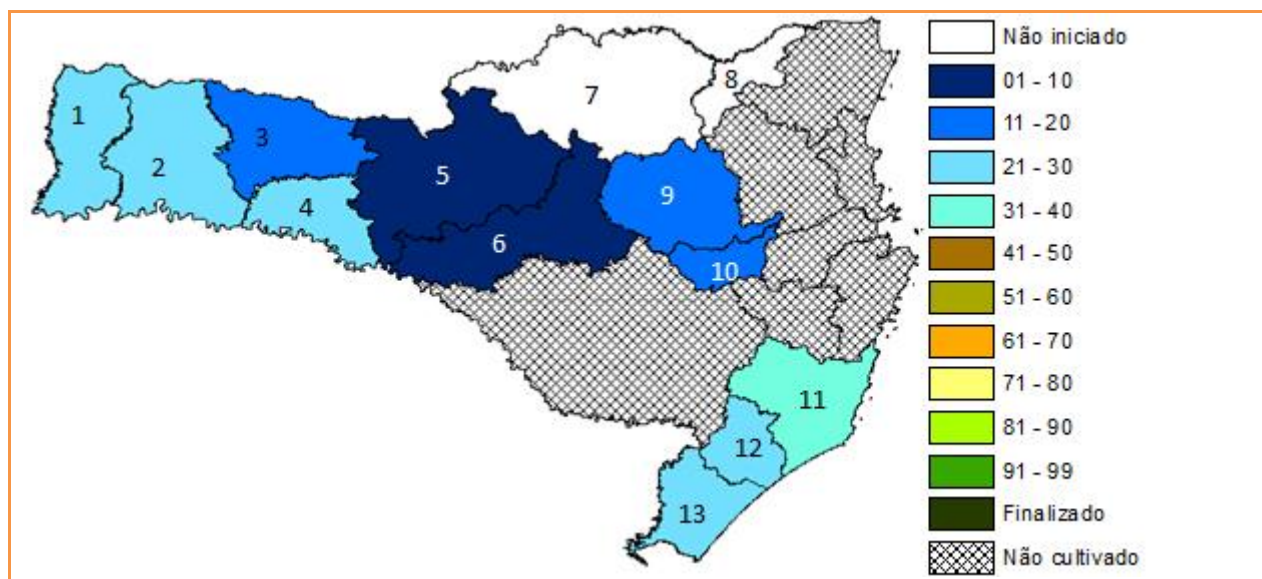 1
2
3
4
5
6
7
8
9
10
11
12
13
Não iniciado
01 - 10
11 - 20
21 - 30
31 - 40
41 - 50
51 - 60
61 - 70
71 - 80
81 - 90
91 - 99
Finalizado
Não cultivado